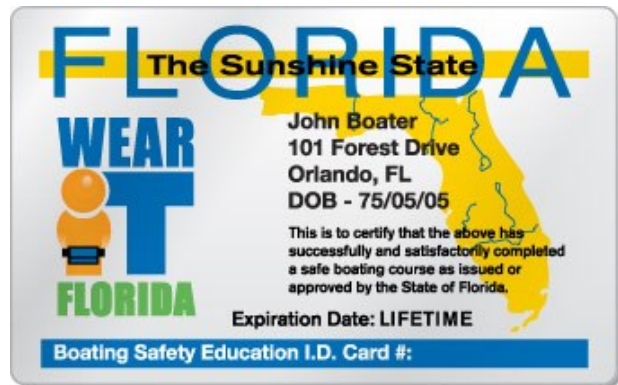 FLORIDA
The Sunshine State
WEAR
IT
FLORIDA
John Boater
101 Forest Drive
Orlando, FL
DOB - 75/05/05
This is to certify that the above has
successfully and satisfactorily completed
a safe boating course as issued or
approved by the State of Florida.
Expiration Date: LIFETIME
Boating Safety Education I.D. Card #: